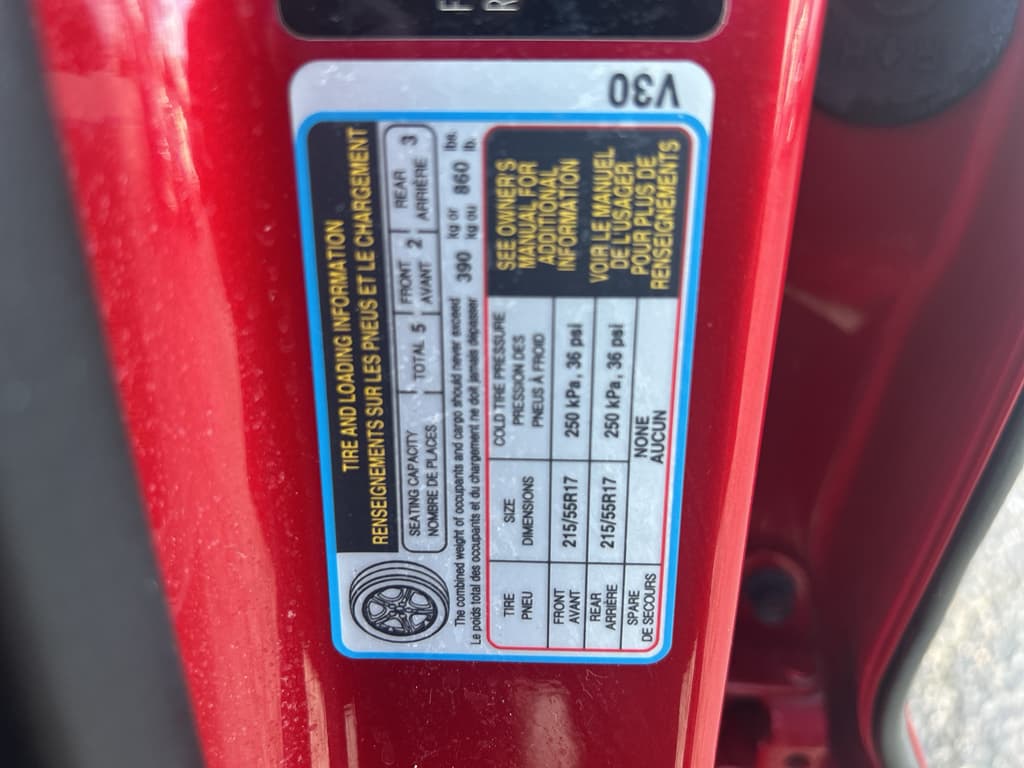 F
R
V30
TIRE AND LOADING INFORMATION
RENSEIGNEMENTS SUR LES PNEUS ET LE CHARGEMENT
SEATING CAPACITY TOTAL 5 FRONT 2 REAR 3
NOMBRE DE PLACES AVANT ARRIÈRE
The combined weight of occupants and cargo should never exceed 390 kg or 860 lbs.
Le poids total des occupants et du chargement ne doit jamais dépasser kg ou lb.
TIRE SIZE COLD TIRE PRESSURE
PNEU DIMENSIONS PRESSION DES
PNEUS À FROID
FRONT 215/55R17 250 kPa, 36 psi
AVANT
REAR 215/55R17 250 kPa, 36 psi
ARRIÈRE
SPARE NONE
DE SECOURS AUCUN
SEE OWNER'S
MANUAL FOR
ADDITIONAL
INFORMATION
VOIR LE MANUEL
DE L'USAGER
POUR PLUS DE
RENSEIGNEMENTS